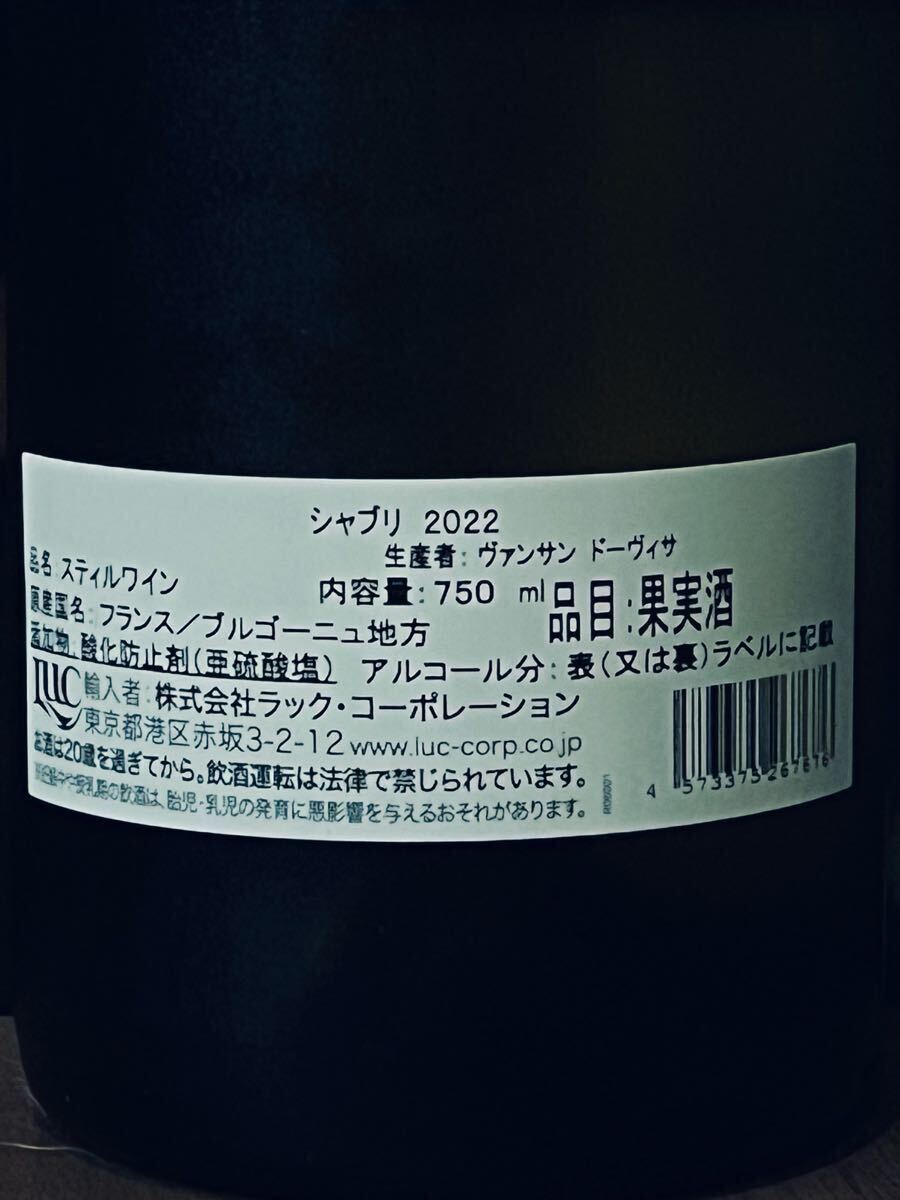 シャブリ 2022
生産者: ヴァンサン ドーヴィサ
品名: スティルワイン 内容量: 750 ml 品目:果実酒
原産国名: フランス/ブルゴーニュ地方
添加物: 酸化防止剤(亜硫酸塩) アルコール分: 表(又は裏)ラベルに記載
LUC 輸入者: 株式会社ラック・コーポレーション
東京都港区赤坂3-2-12 www.luc-corp.co.jp
お酒は20歳を過ぎてから。飲酒運転は法律で禁じられています。
妊娠中や授乳期の飲酒は、胎児・乳児の発育に悪影響を与えるおそれがあります。
4 573375267676